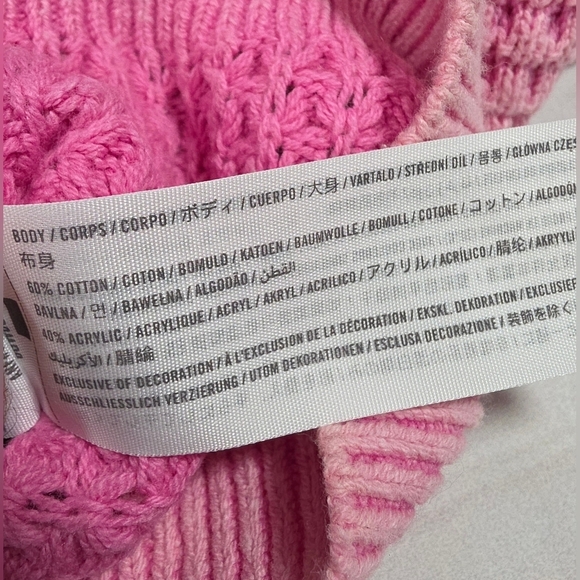 BODY / CORPS / CORPO / ボディ / CUERPO / 大身 / VARTALO / STŘEDNÍ DÍL / 몸통 / GŁÓWNA CZĘŚ
布身
60% COTTON / COTON / BOMULD / KATOEN / BAUMWOLLE / BOMULL / COTONE / コットン / ALGODÓ
BAVLNA / 면 / BAWEŁNA / ALGODÃO / القطن
40% ACRYLIC / ACRYLIQUE / ACRYL / AKRYL / ACRILICO / アクリル / ACRÍLICO / 腈纶 / AKRYYLI
الأكريليك / 腈綸
EXCLUSIVE OF DECORATION / À L'EXCLUSION DE LA DÉCORATION / EKSKL. DEKORATION / EXCLUSIEF
AUSSCHLIESSLICH VERZIERUNG / UTOM DEKORATIONEN / ESCLUSA DECORAZIONE / 装飾を除く